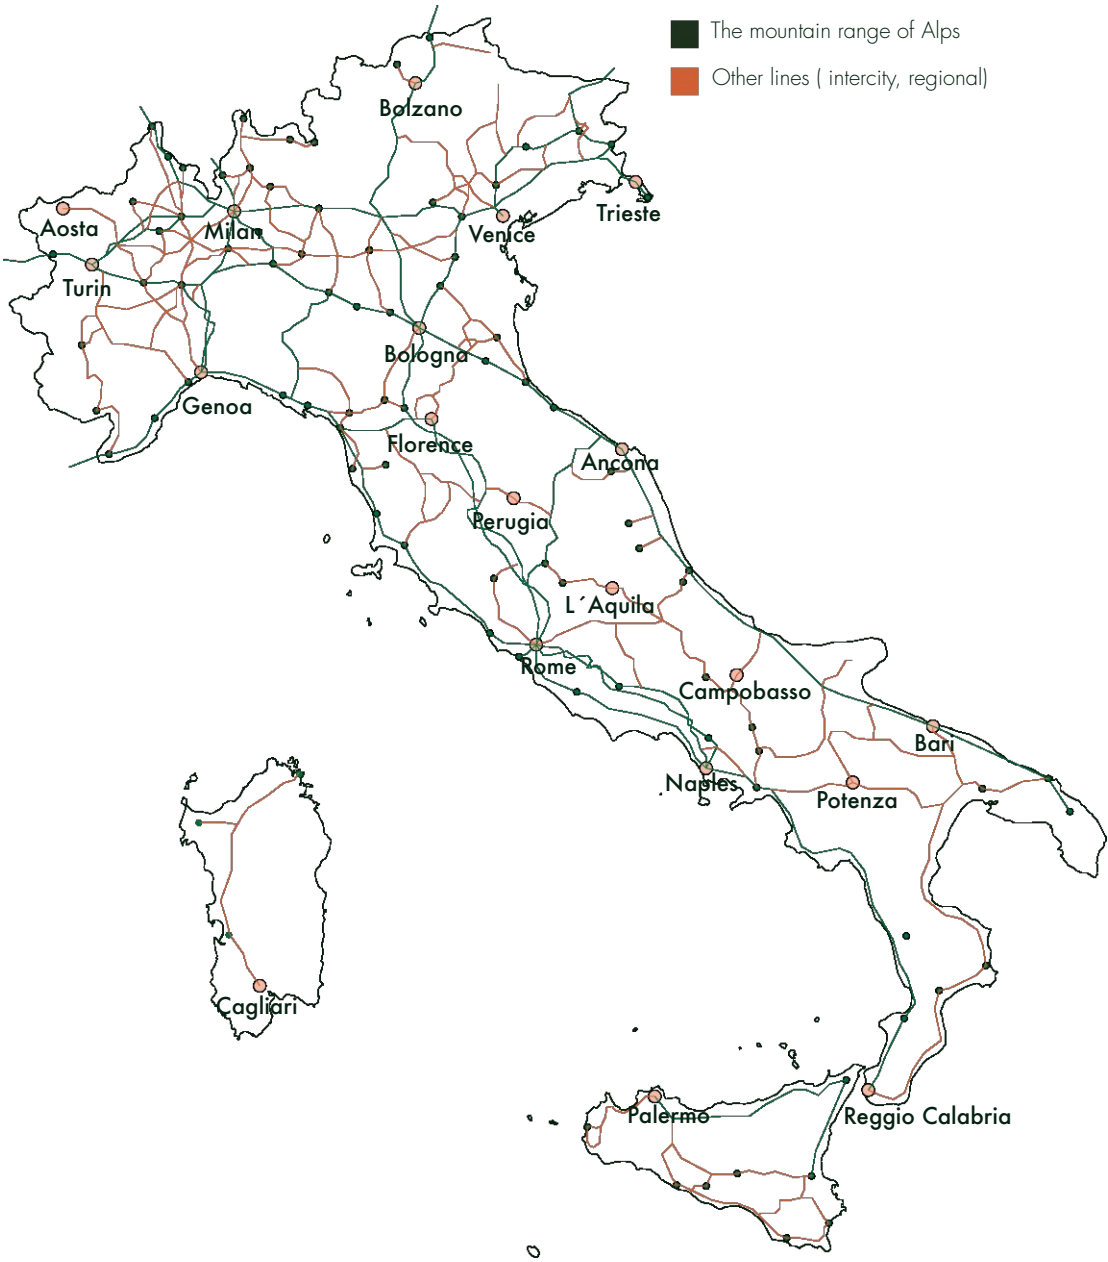 The mountain range of Alps
Other lines ( intercity, regional)
Bolzano
Trieste
Aosta
Milan
Venice
Turin
Bologna
Genoa
Florence
Ancona
Perugia
L´Aquila
Rome
Campobasso
Bari
Naples
Potenza
Cagliari
Palermo
Reggio Calabria